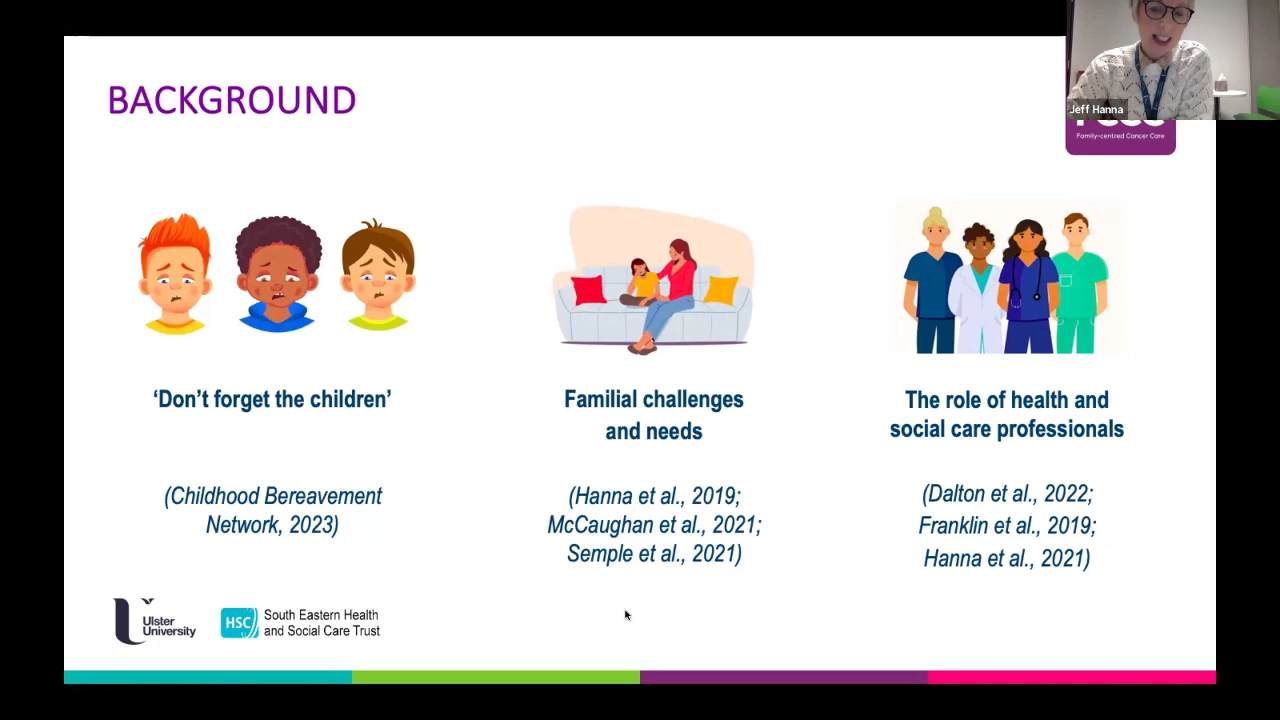 BACKGROUND
Jeff Hanna
Family-centred Cancer Care
‘Don’t forget the children’
(Childhood Bereavement
Network, 2023)
Familial challenges
and needs
(Hanna et al., 2019;
McCaughan et al., 2021;
Semple et al., 2021)
The role of health and
social care professionals
(Dalton et al., 2022;
Franklin et al., 2019;
Hanna et al., 2021)
Ulster
University
HSC
South Eastern Health
and Social Care Trust